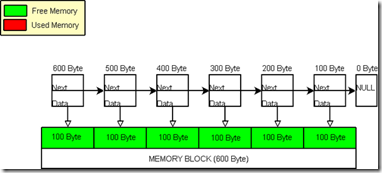 Free Memory
Used Memory
600 Byte 500 Byte 400 Byte 300 Byte 200 Byte 100 Byte 0 Byte
Next Next Next Next Next Next NULL
Data Data Data Data Data Data
100 Byte 100 Byte 100 Byte 100 Byte 100 Byte 100 Byte
MEMORY BLOCK (600 Byte)